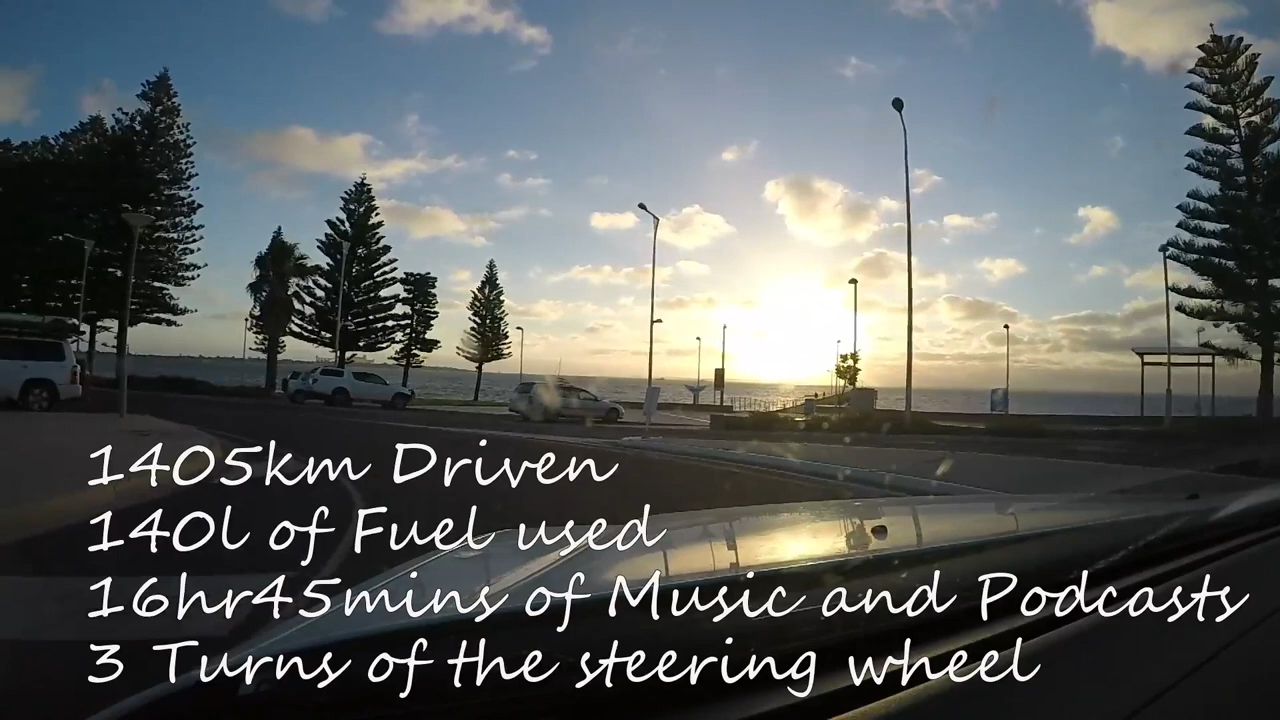 1405km Driven
140l of Fuel used
16hr45mins of Music and Podcasts
3 Turns of the steering wheel